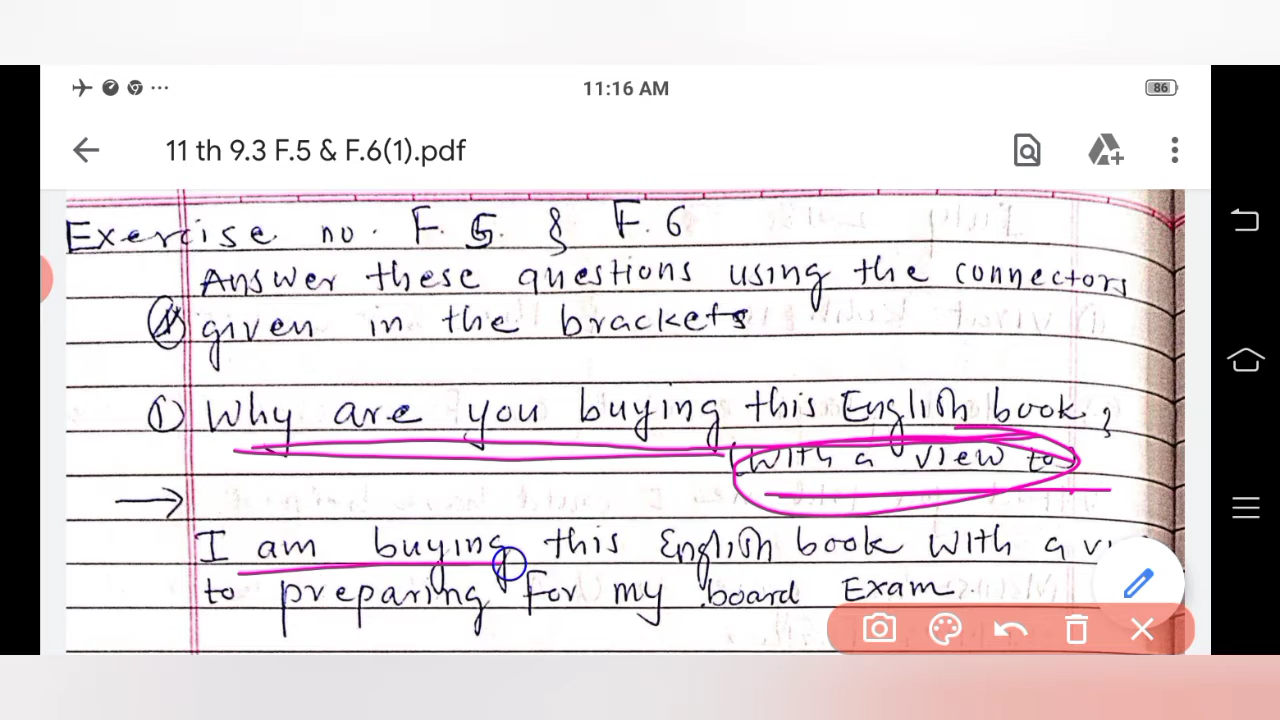 11:16 AM
86
11 th 9.3 F.5 & F.6(1).pdf
Exercise no. F. 5. & F. 6
Answer these questions using the connectors
given in the brackets
① Why are you buying this English book,
(With a view to)
I am buying this English book with a
to preparing for my board Exam.